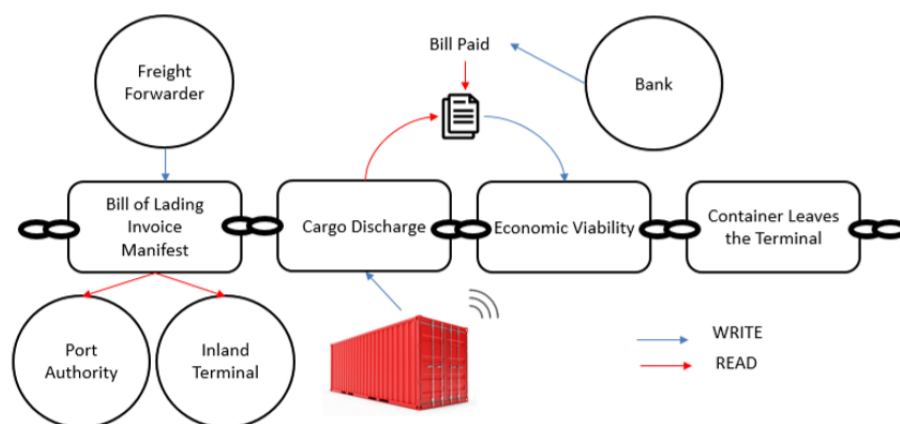 Freight
Forwarder
Bill Paid
Bank
Bill of Lading
Invoice
Manifest
Cargo Discharge
Economic Viability
Container Leaves
the Terminal
Port
Authority
Inland
Terminal
WRITE
READ